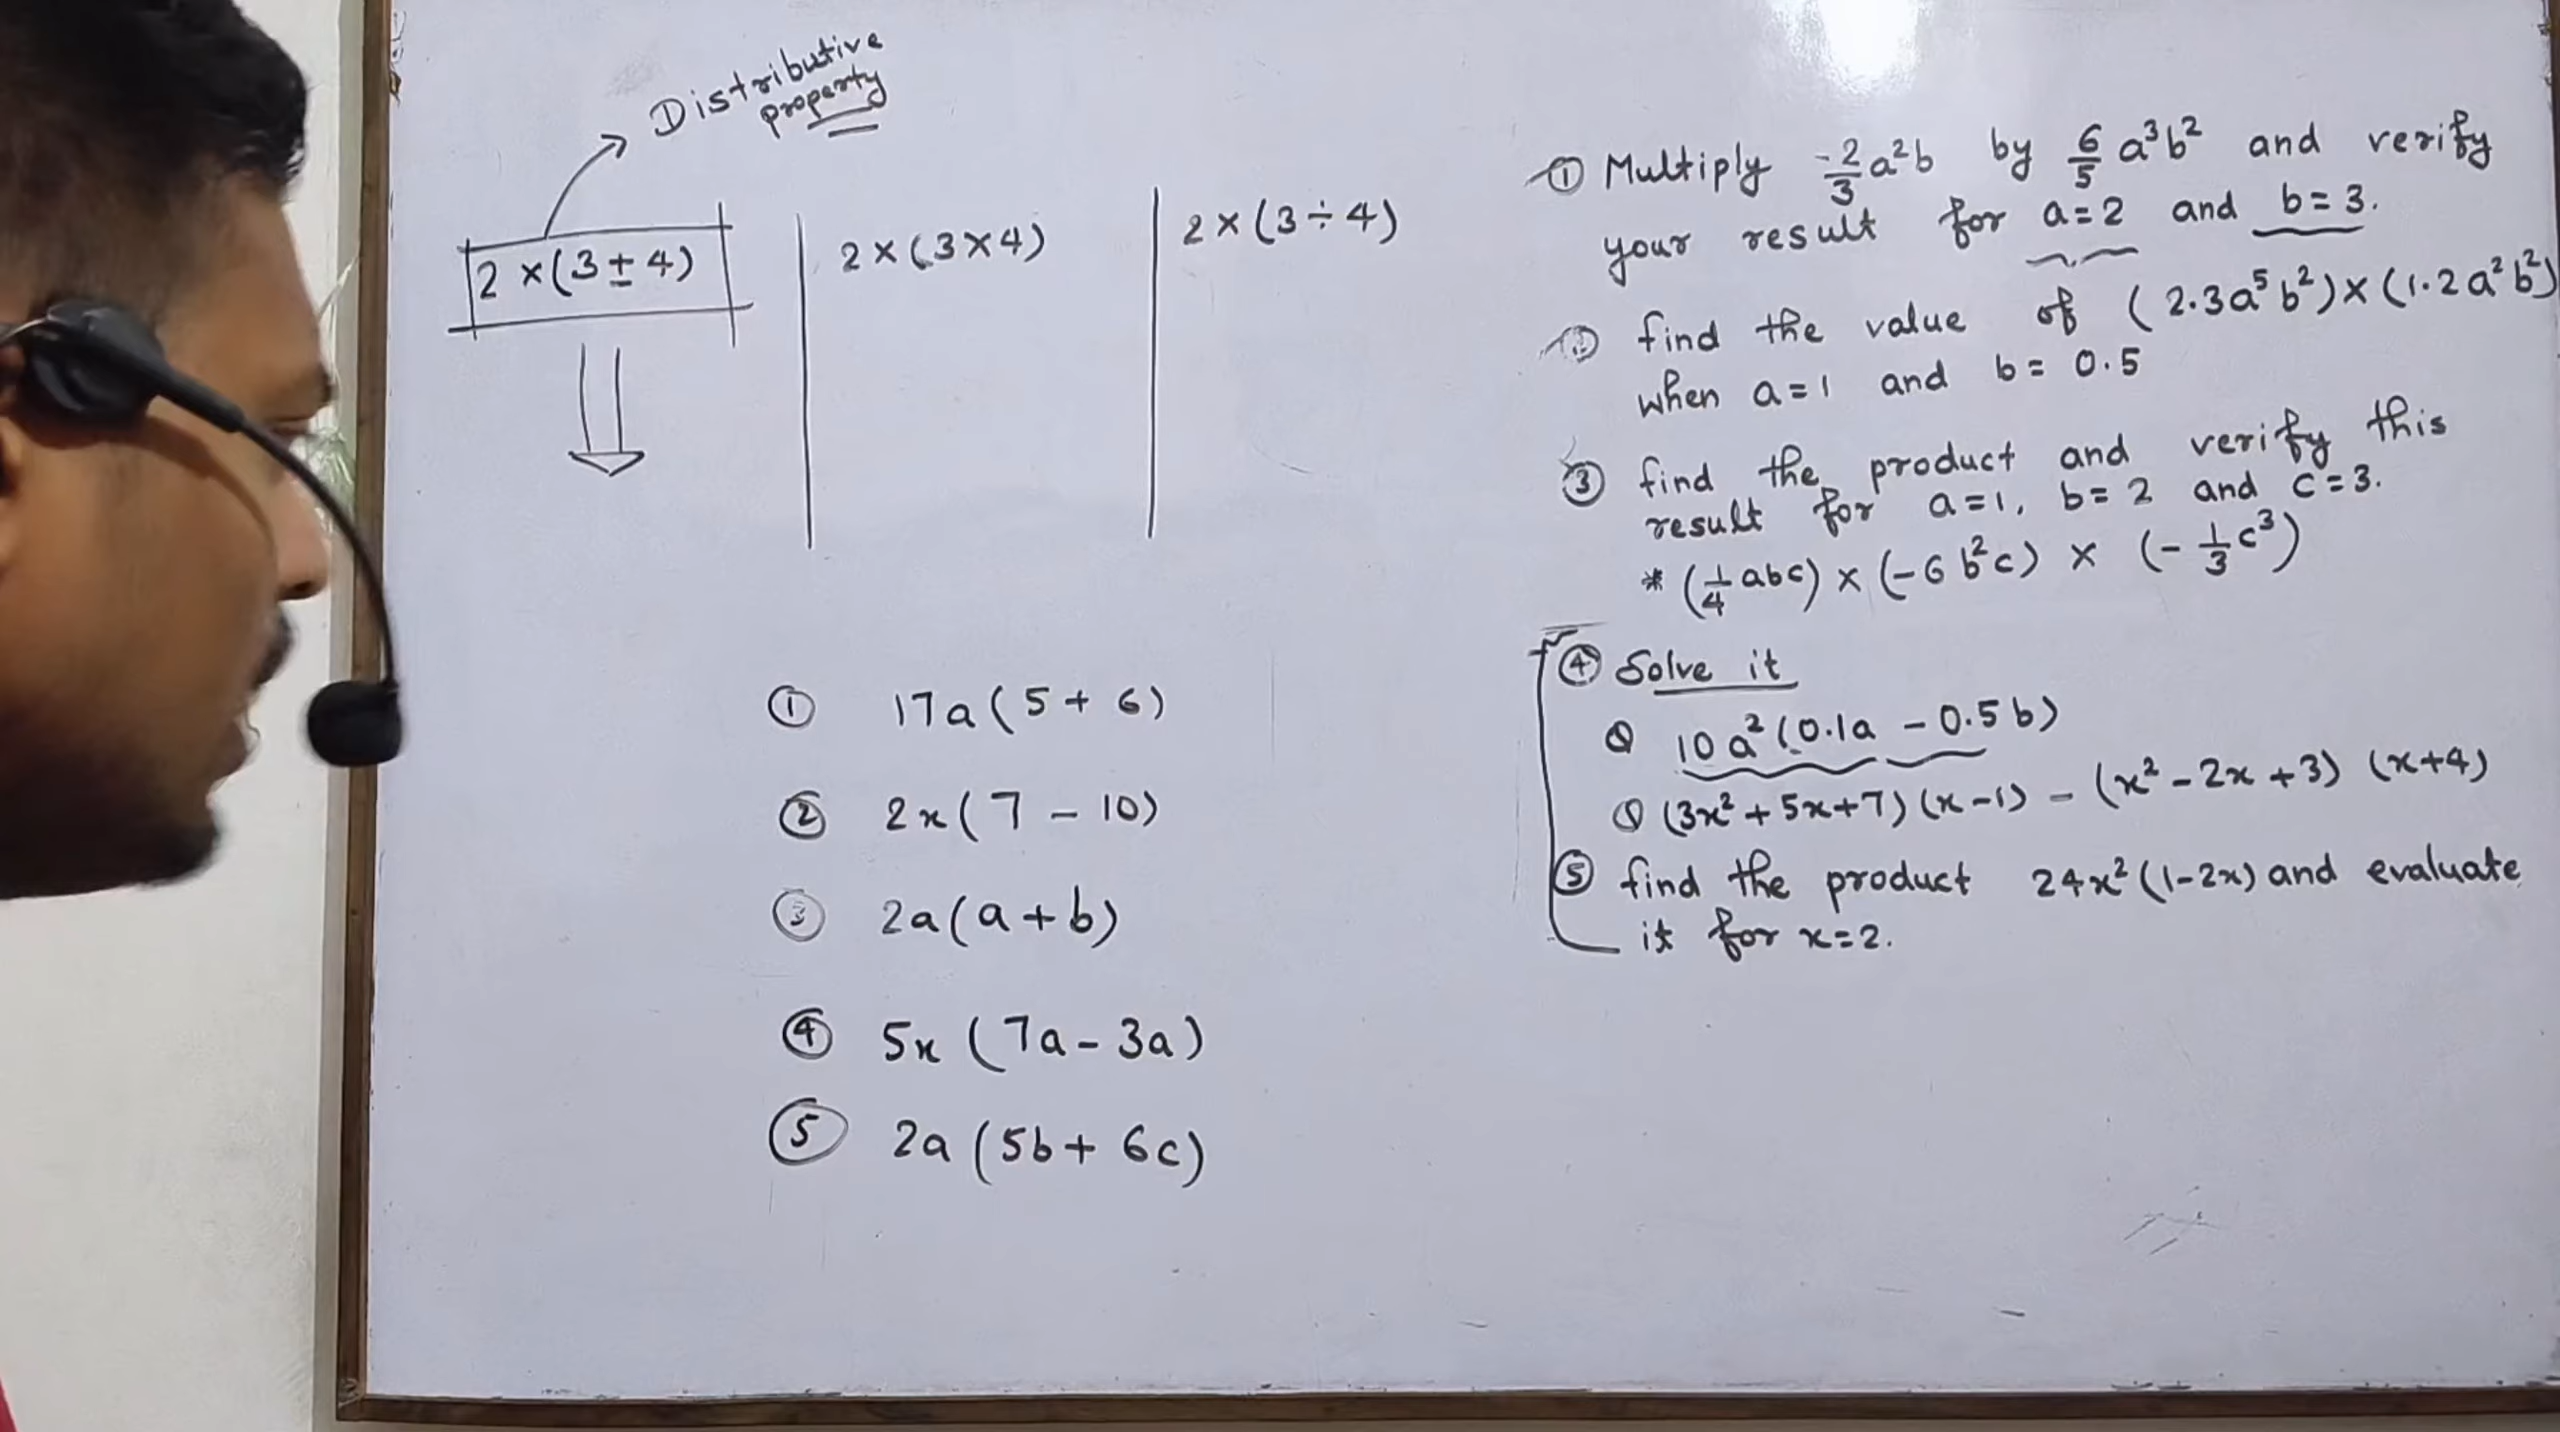 Distributive
property
2 × (3 ± 4)
2 × (3 × 4)
2 × (3 ÷ 4)
① 17a (5 + 6)
② 2x (7 - 10)
③ 2a (a + b)
④ 5x (7a - 3a)
⑤ 2a (5b + 6c)
① Multiply -2/3 a²b by 6/5 a³b² and verify
your result for a=2 and b=3.
② find the value of (2.3a⁵b²) × (1.2a²b²)
when a=1 and b= 0.5
③ find the product and verify this
result for a=1, b=2 and c=3.
* (1/4 abc) × (-6b²c) × (-1/3 c³)
④ Solve it
10a² (0.1a - 0.5b)
(3x² + 5x + 7) (x-1) - (x² - 2x + 3) (x+4)
⑤ find the product 24x² (1-2x) and evaluate
it for x=2.